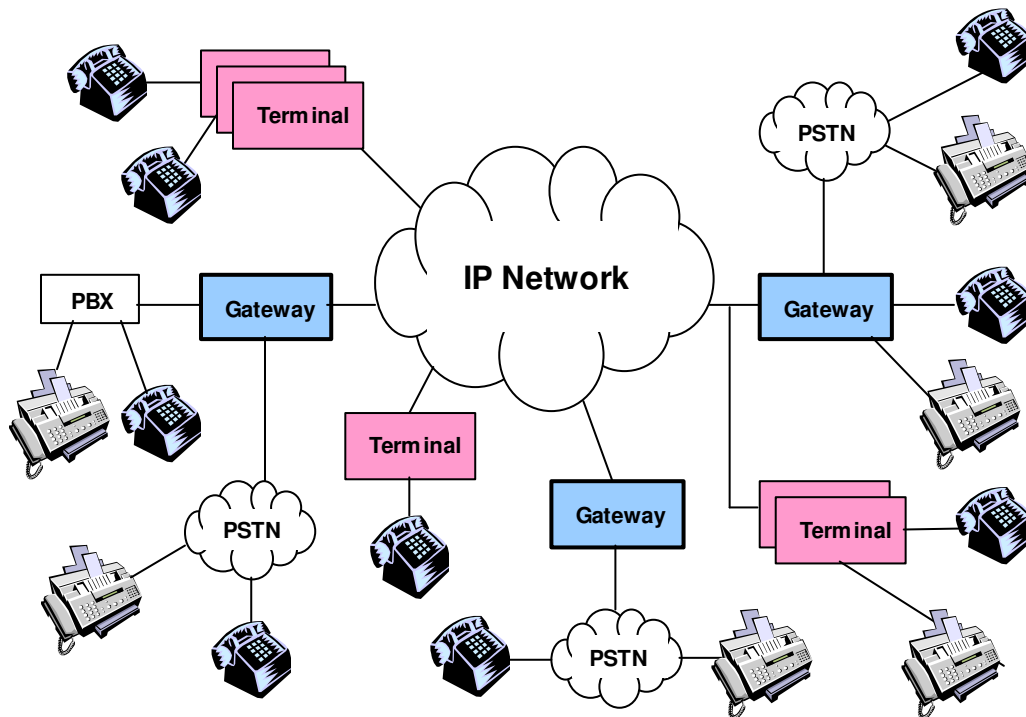 Terminal
PSTN
IP Network
PBX
Gateway
Gateway
Terminal
PSTN
Gateway
Terminal
PSTN